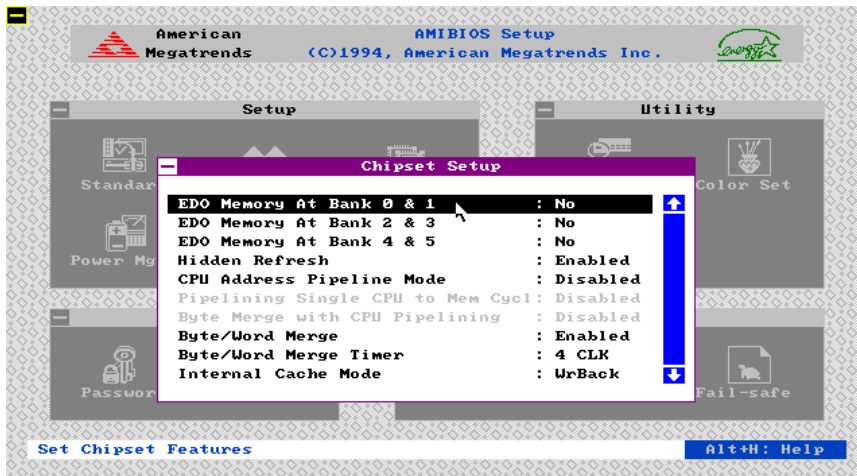 American
Megatrends
AMIBIOS Setup
(C)1994, American Megatrends Inc.
energy
Setup
Utility
Chipset Setup
Standar
Color Set
EDO Memory At Bank 0 & 1 : No
EDO Memory At Bank 2 & 3 : No
EDO Memory At Bank 4 & 5 : No
Power Mg
Hidden Refresh : Enabled
CPU Address Pipeline Mode : Disabled
Pipelining Single CPU to Mem Cycl: Disabled
Byte Merge with CPU Pipelining : Disabled
Byte/Word Merge : Enabled
Byte/Word Merge Timer : 4 CLK
Internal Cache Mode : WrBack
Passwor
Fail-safe
Set Chipset Features
Alt+H: Help